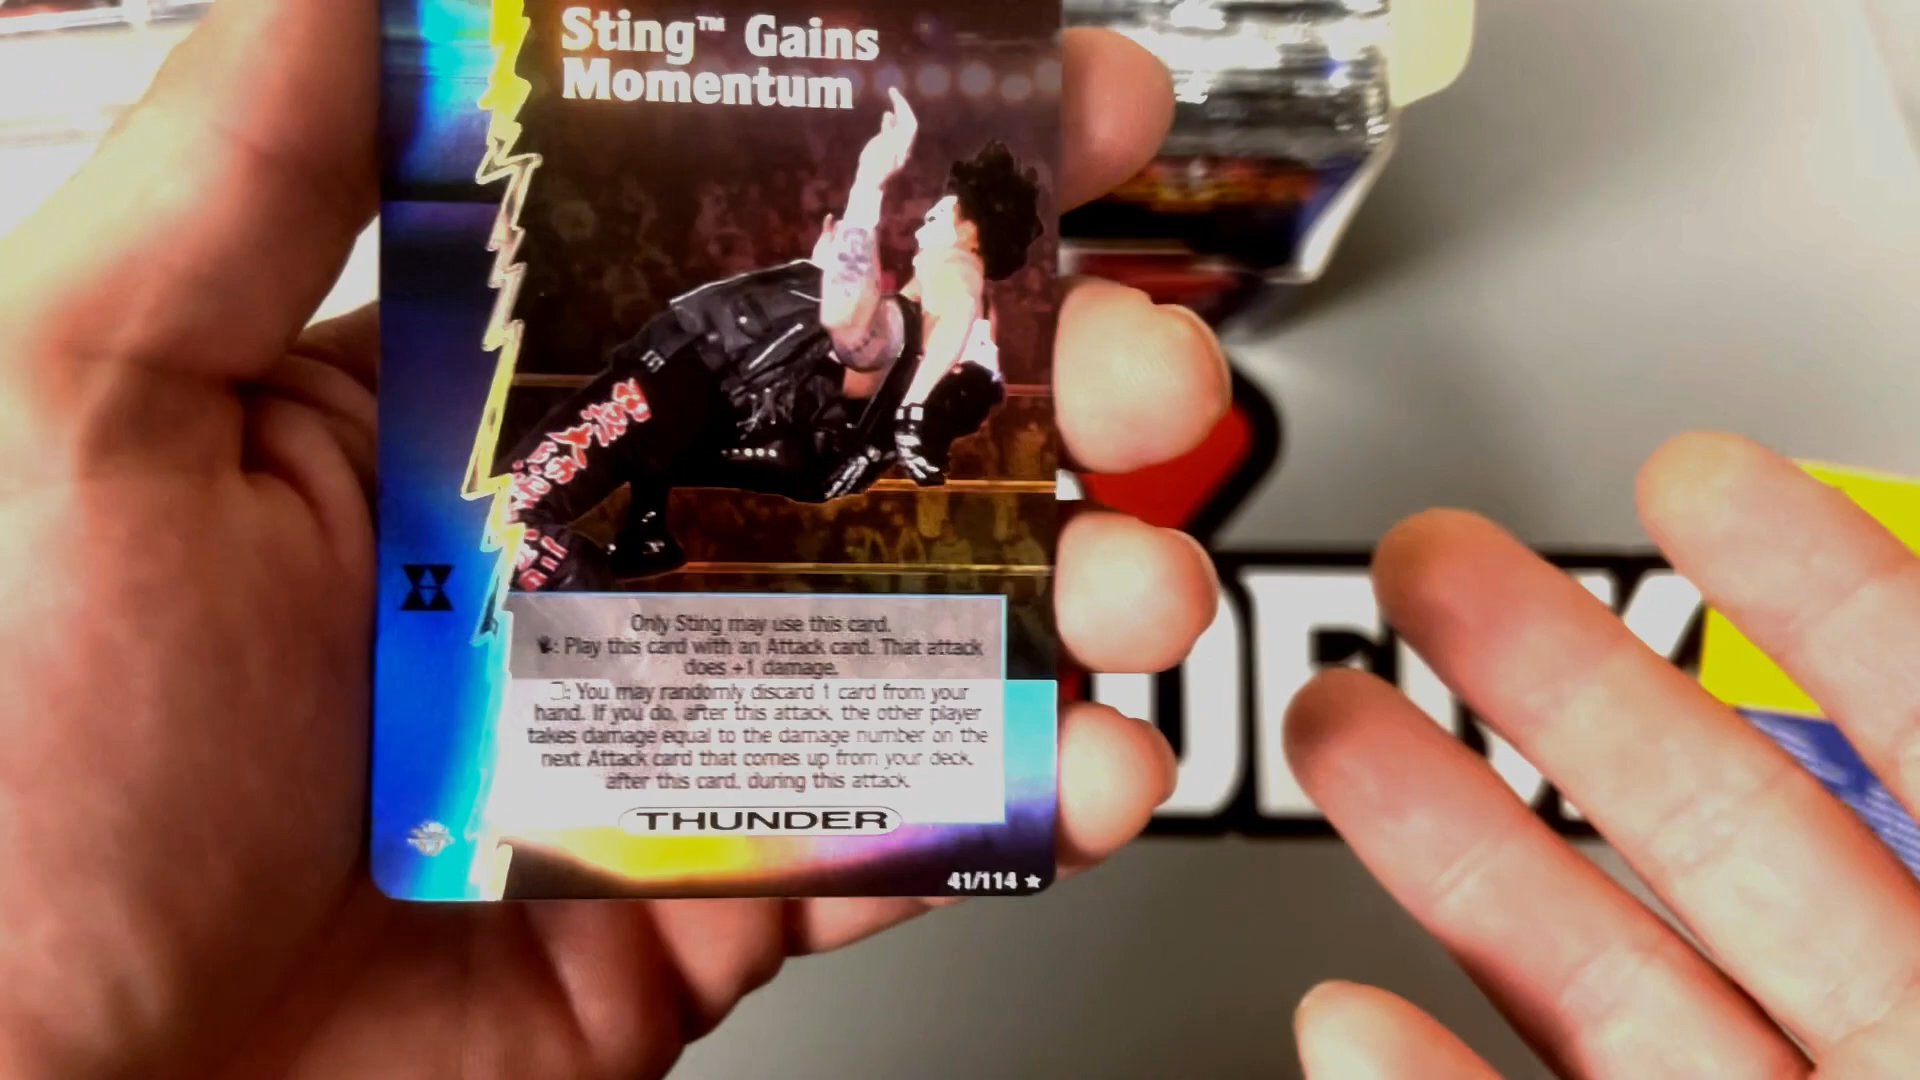 Sting™ Gains
Momentum
Only Sting may use this card.
: Play this card with an Attack card. That attack
does +1 damage.
: You may randomly discard 1 card from your
hand. If you do, after this attack, the other player
takes damage equal to the damage number on the
next Attack card that comes up from your deck,
after this card, during this attack.
THUNDER
41/114 ★